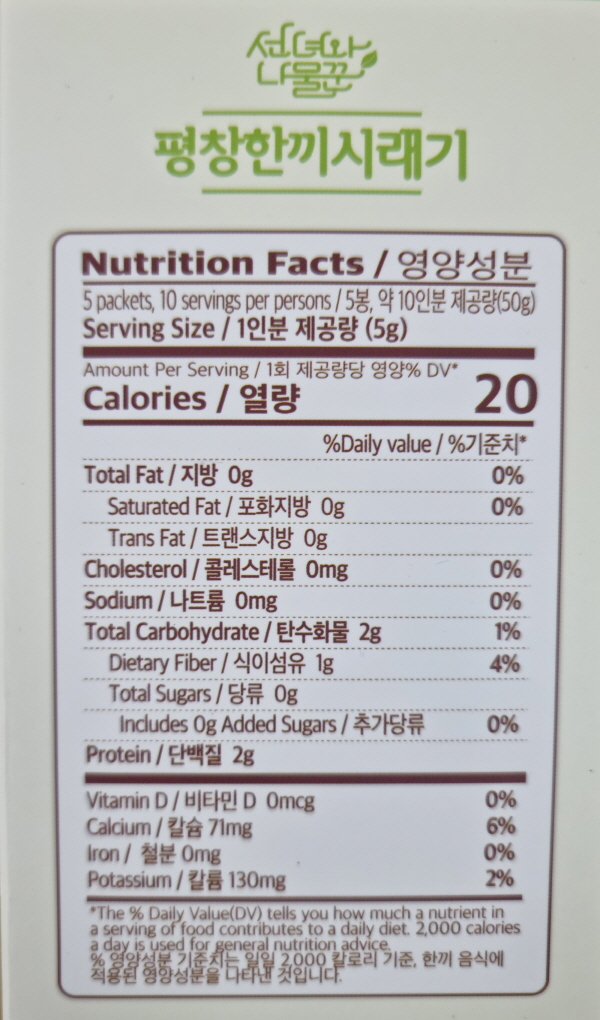 선녀와
나물꾼
평창한끼시래기
Nutrition Facts / 영양성분
5 packets, 10 servings per persons / 5봉, 약 10인분 제공량(50g)
Serving Size / 1인분 제공량 (5g)
Amount Per Serving / 1회 제공량당 영양% DV*
Calories / 열량 20
%Daily value / %기준치*
Total Fat / 지방 0g 0%
Saturated Fat / 포화지방 0g 0%
Trans Fat / 트랜스지방 0g
Cholesterol / 콜레스테롤 0mg 0%
Sodium / 나트륨 0mg 0%
Total Carbohydrate / 탄수화물 2g 1%
Dietary Fiber / 식이섬유 1g 4%
Total Sugars / 당류 0g
Includes 0g Added Sugars / 추가당류 0%
Protein / 단백질 2g
Vitamin D / 비타민 D 0mcg 0%
Calcium / 칼슘 71mg 6%
Iron / 철분 0mg 0%
Potassium / 칼륨 130mg 2%
*The % Daily Value(DV) tells you how much a nutrient in
a serving of food contributes to a daily diet. 2,000 calories
a day is used for general nutrition advice.
% 영양성분 기준치는 일일 2,000 칼로리 기준, 한끼 음식에
적용된 영양성분을 나타낸 것입니다.